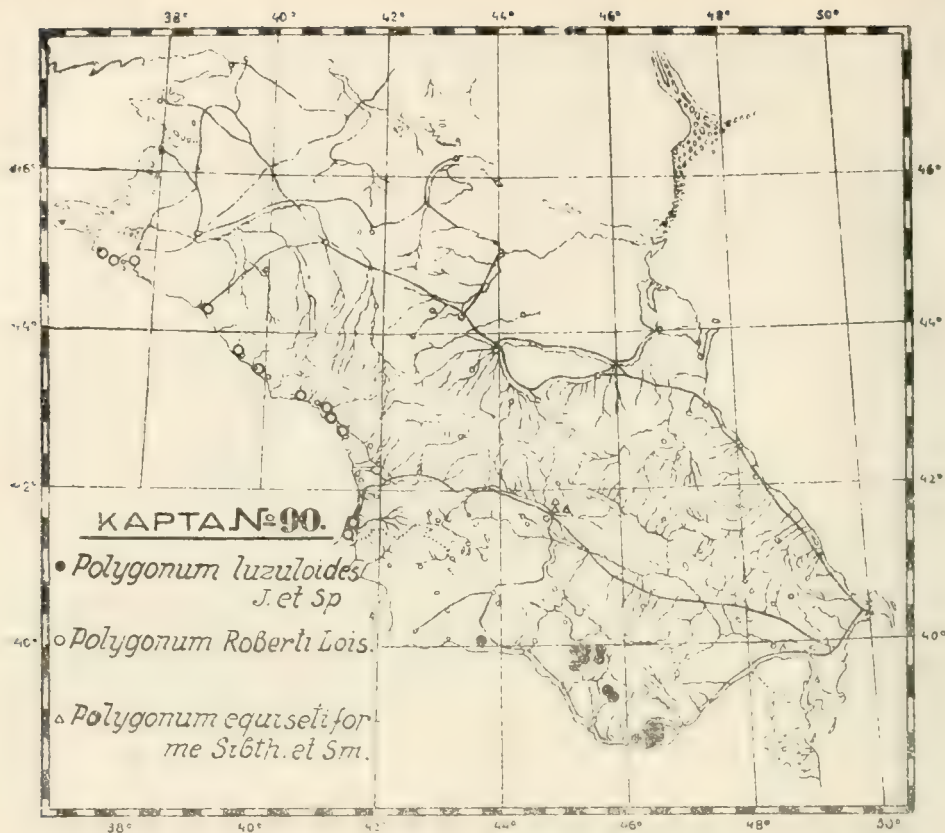 38° 40° 42° 44° 46° 48° 50°
46° 46°
44° 44°
42° 42°
КАРТА № 90.
● Polygonum luzuloides
J. et Sp
○ Polygonum Roberti Lois.
40° 40°
△ Polygonum equisetifor
me Sibth. et Sm.
38° 40° 42° 44° 46° 48° 50°